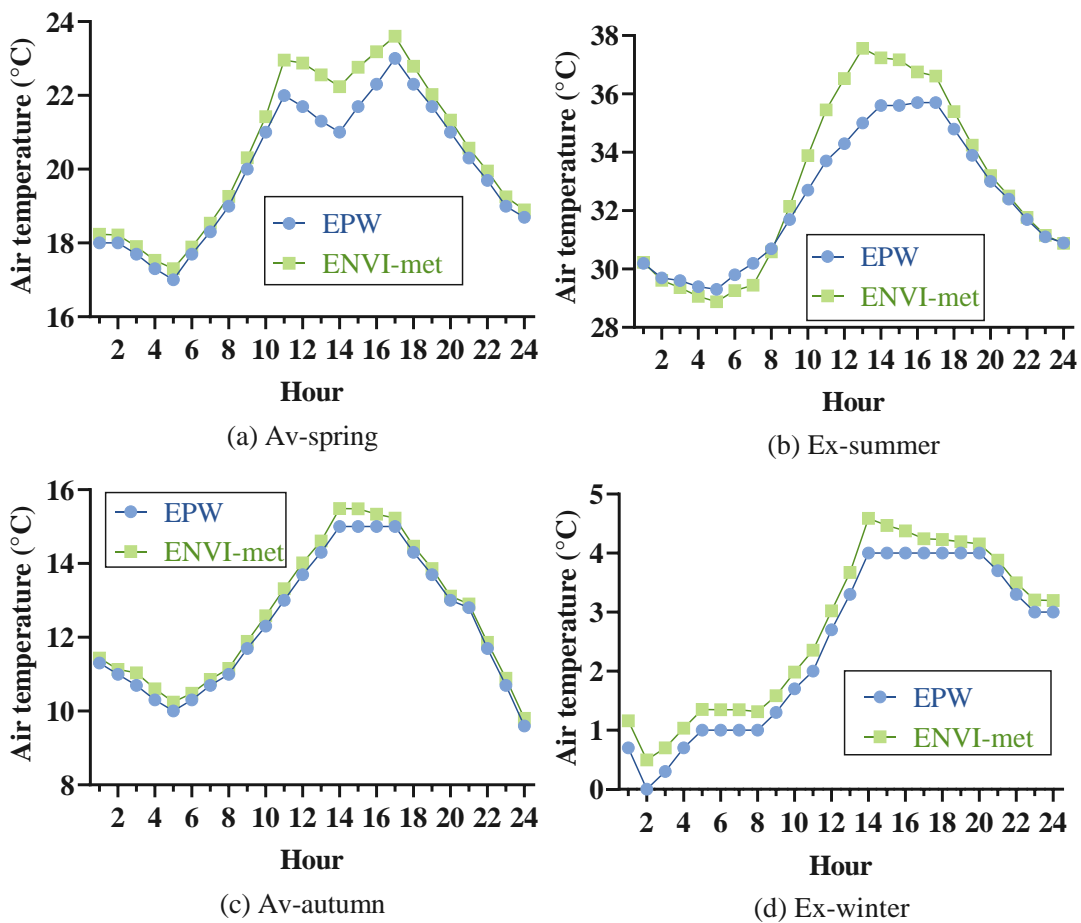 24
22
20
18
16
Air temperature (°C)
EPW
ENVI-met
2 4 6 8 10 12 14 16 18 20 22 24
Hour
(a) Av-spring
38
36
34
32
30
28
Air temperature (°C)
EPW
ENVI-met
2 4 6 8 10 12 14 16 18 20 22 24
Hour
(b) Ex-summer
16
14
12
10
8
Air temperature (°C)
EPW
ENVI-met
2 4 6 8 10 12 14 16 18 20 22 24
Hour
(c) Av-autumn
5
4
3
2
1
0
Air temperature (°C)
EPW
ENVI-met
2 4 6 8 10 12 14 16 18 20 22 24
Hour
(d) Ex-winter